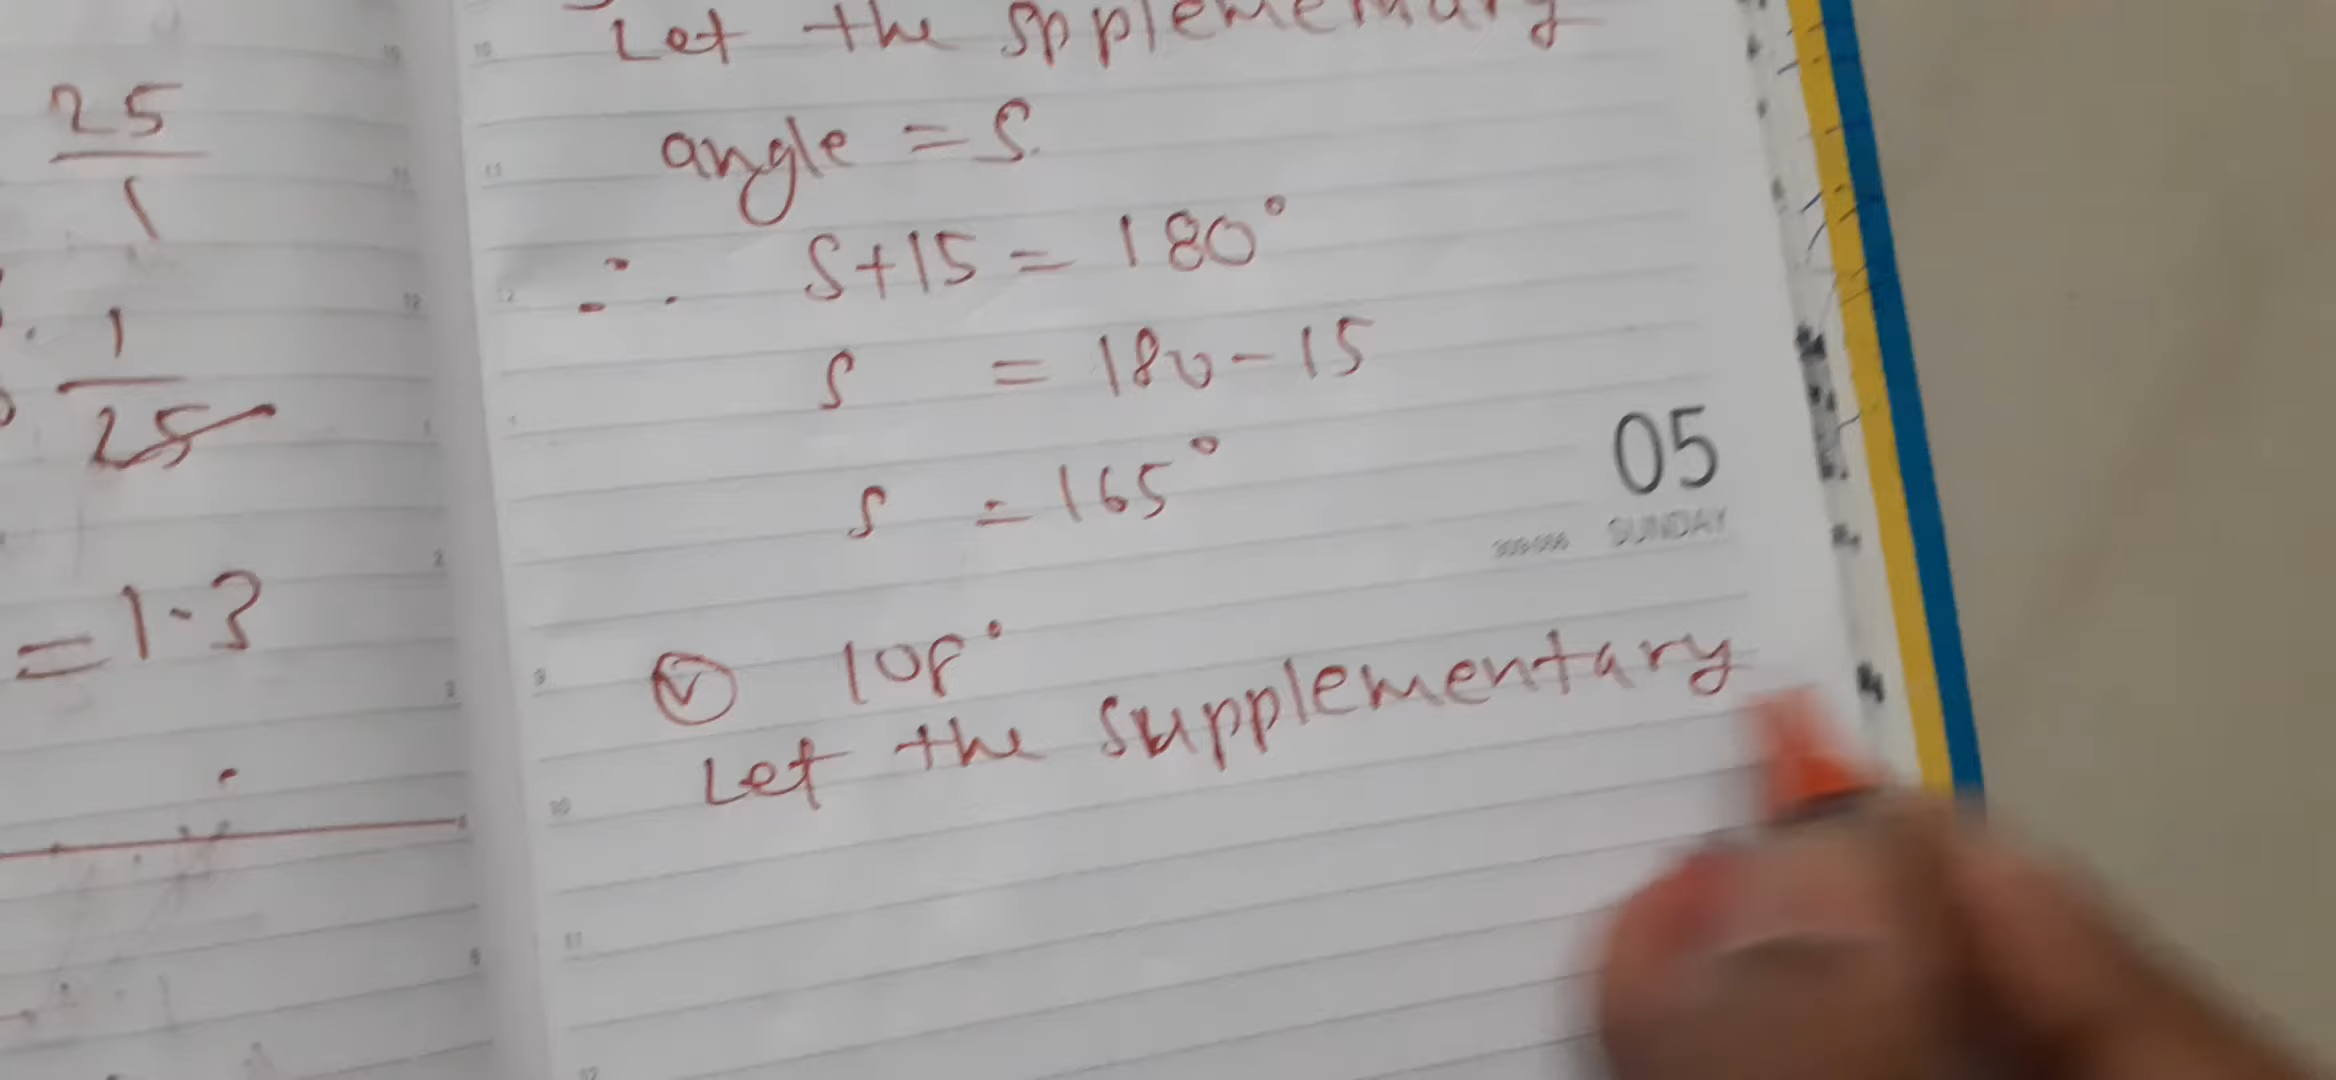 25
1
1
25
= 1.3
Let the Spplementary
angle = S.
∴ S+15 = 180°
S = 180-15
S = 165°
05
SUNDAY
v 108°
Let the supplementary